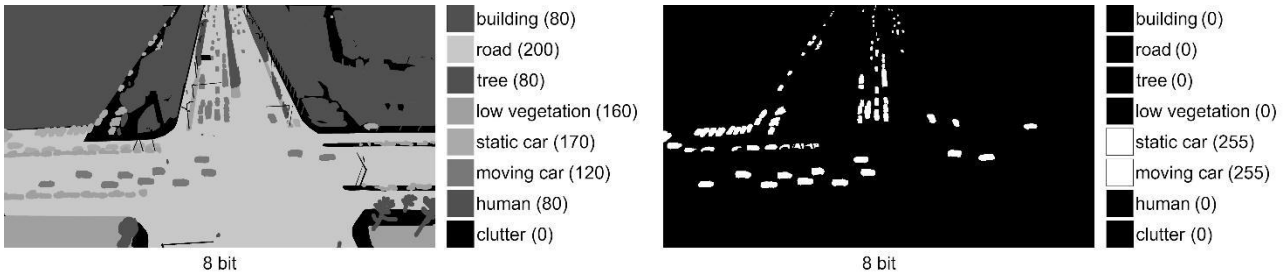 building (80)
road (200)
tree (80)
low vegetation (160)
static car (170)
moving car (120)
human (80)
clutter (0)
8 bit
building (0)
road (0)
tree (0)
low vegetation (0)
static car (255)
moving car (255)
human (0)
clutter (0)
8 bit